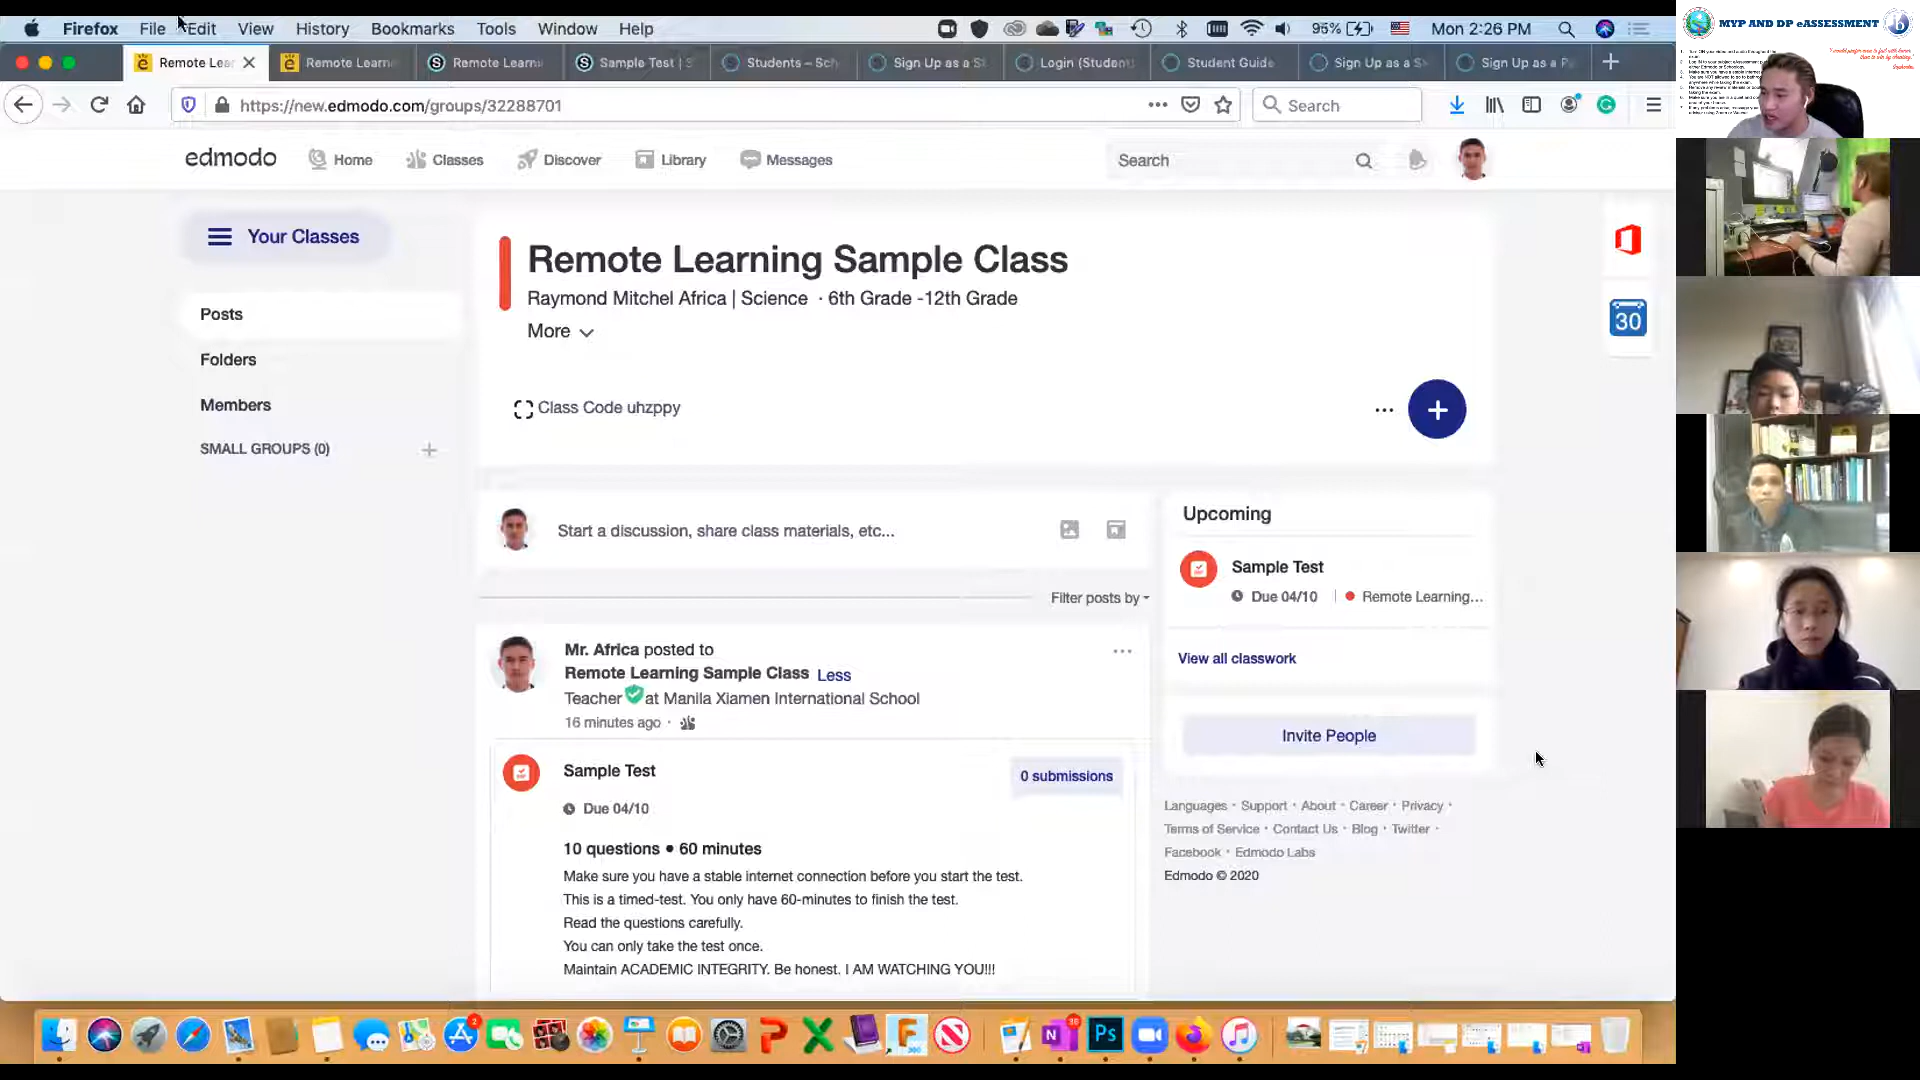 Firefox File Edit View History Bookmarks Tools Window Help 95% Mon 2:26 PM
Remote Lear Remote Learni Remote Learni Sample Test | S Students – Sch Sign Up as a St Login (Student Student Guide Sign Up as a St Sign Up as a Pa
https://new.edmodo.com/groups/32288701 Search
edmodo Home Classes Discover Library Messages Search
Your Classes
Posts
Folders
Members
SMALL GROUPS (0)
Remote Learning Sample Class
Raymond Mitchel Africa | Science · 6th Grade -12th Grade
More
Class Code uhzppy
30
Start a discussion, share class materials, etc...
Filter posts by
Mr. Africa posted to
Remote Learning Sample Class Less
Teacher at Manila Xiamen International School
16 minutes ago ·
Sample Test
0 submissions
Due 04/10
10 questions • 60 minutes
Make sure you have a stable internet connection before you start the test.
This is a timed-test. You only have 60-minutes to finish the test.
Read the questions carefully.
You can only take the test once.
Maintain ACADEMIC INTEGRITY. Be honest. I AM WATCHING YOU!!!
Upcoming
Sample Test
Due 04/10 Remote Learning...
View all classwork
Invite People
Languages · Support · About · Career · Privacy ·
Terms of Service · Contact Us · Blog · Twitter ·
Facebook · Edmodo Labs
Edmodo © 2020
MYP AND DP eASSESSMENT
2
36
Ps